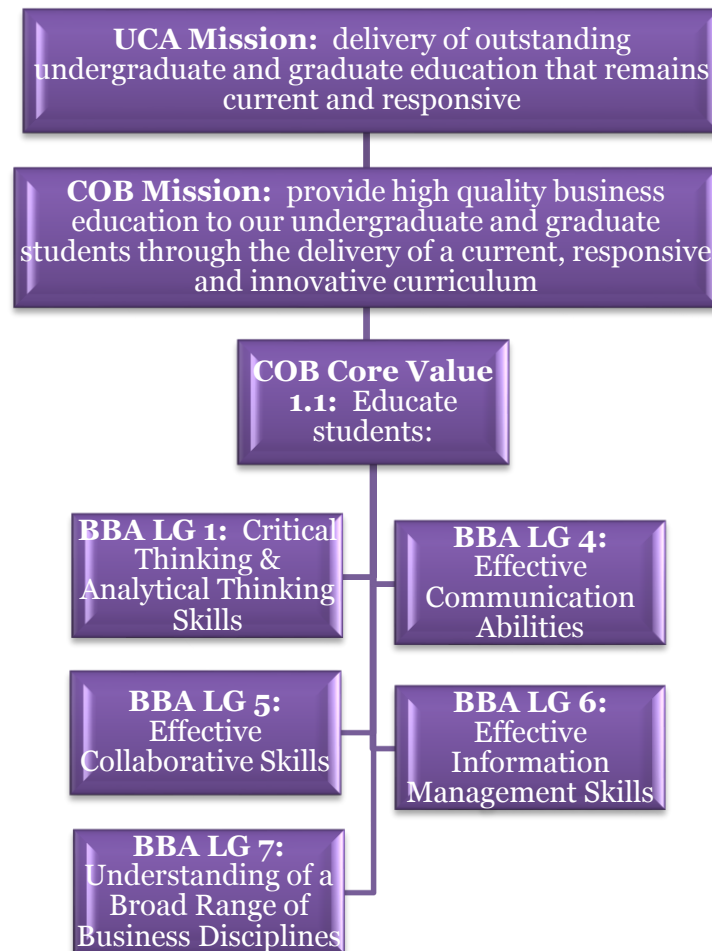 UCA Mission: delivery of outstanding
undergraduate and graduate education that remains
current and responsive
COB Mission: provide high quality business
education to our undergraduate and graduate
students through the delivery of a current, responsive
and innovative curriculum
COB Core Value
1.1: Educate
students:
BBA LG 1: Critical
Thinking &
Analytical Thinking
Skills
BBA LG 4:
Effective
Communication
Abilities
BBA LG 5:
Effective
Collaborative Skills
BBA LG 6:
Effective
Information
Management Skills
BBA LG 7:
Understanding of a
Broad Range of
Business Disciplines